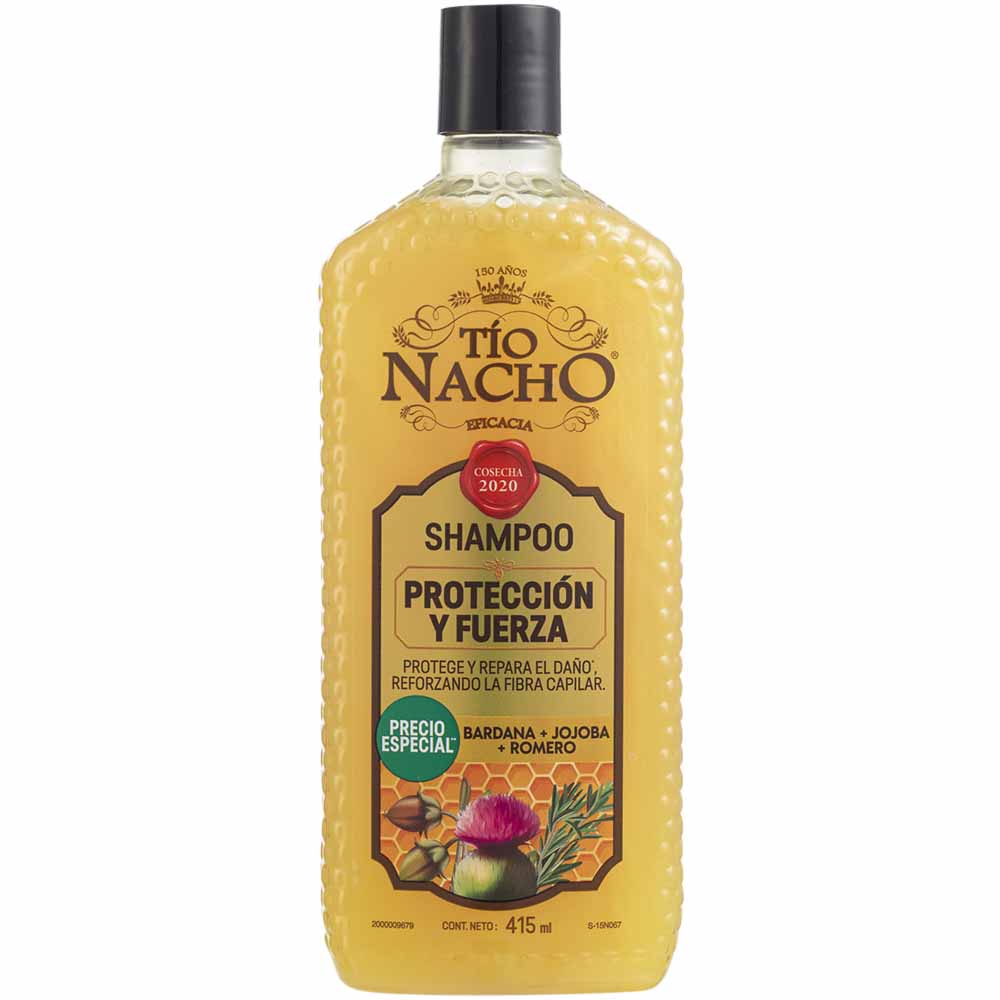 150 AÑOS
TÍO
NACHO®
EFICACIA
COSECHA
2020
SHAMPOO
PROTECCIÓN
Y FUERZA
PROTEGE Y REPARA EL DAÑO*,
REFORZANDO LA FIBRA CAPILAR.
PRECIO
ESPECIAL**
BARDANA + JOJOBA
+ ROMERO
2000009679
CONT. NETO: 415 ml
S-15N067